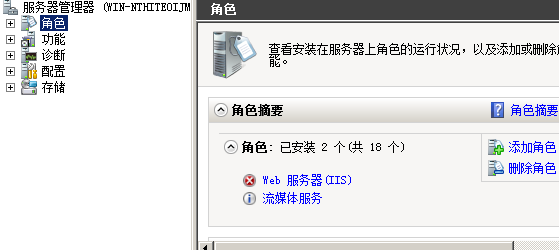 服务器管理器 (WIN-NTHITEOIJM
角色
功能
诊断
配置
存储
角色
查看安装在服务器上角色的运行状况，以及添加或删除角
能。
角色摘要
角色摘要
角色: 已安装 2 个(共 18 个)
添加角色
删除角色
Web 服务器(IIS)
流媒体服务